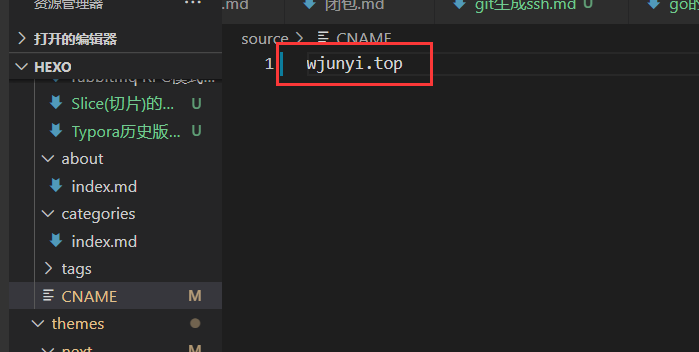 资源管理器 ···
.md
闭包.md
git生成ssh.md U
go的
打开的编辑器
source > CNAME
HEXO
1 wjunyi.top
rabbitmq RPC模式...
Slice(切片)的... U
Typora历史版... U
about
index.md
categories
index.md
tags
CNAME M
themes
next